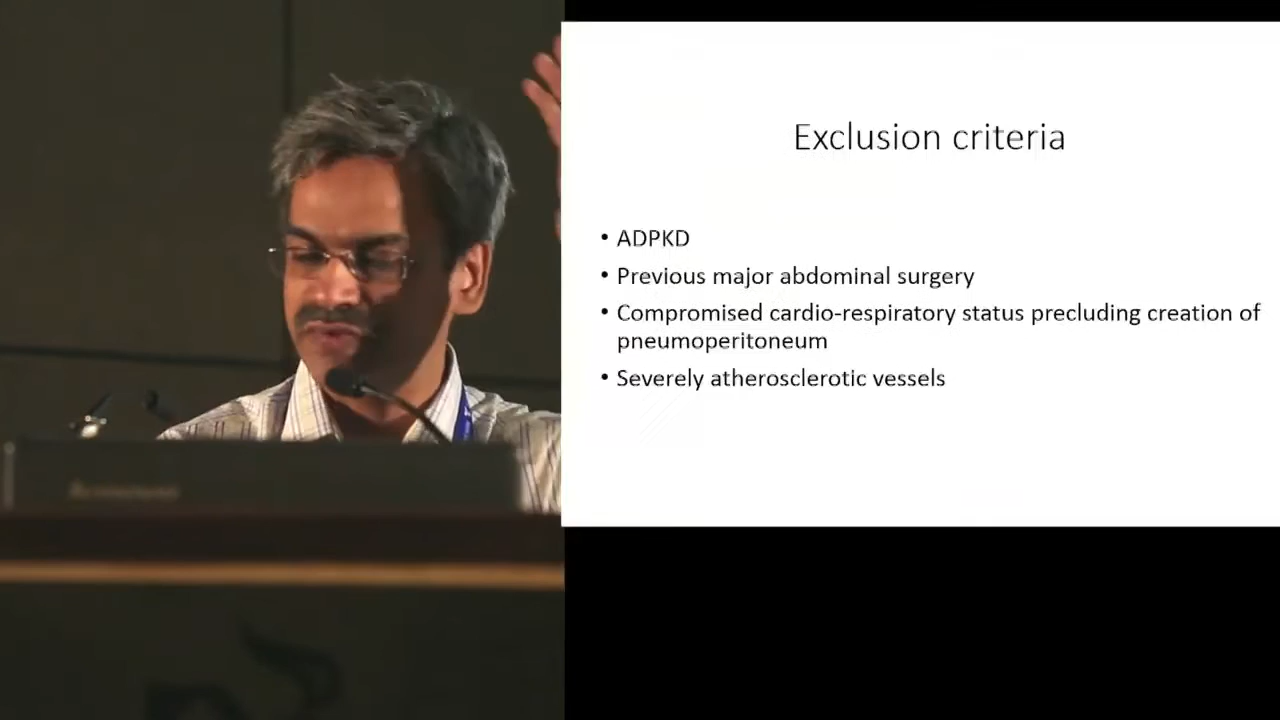 Exclusion criteria
• ADPKD
• Previous major abdominal surgery
• Compromised cardio-respiratory status precluding creation of
pneumoperitoneum
• Severely atherosclerotic vessels